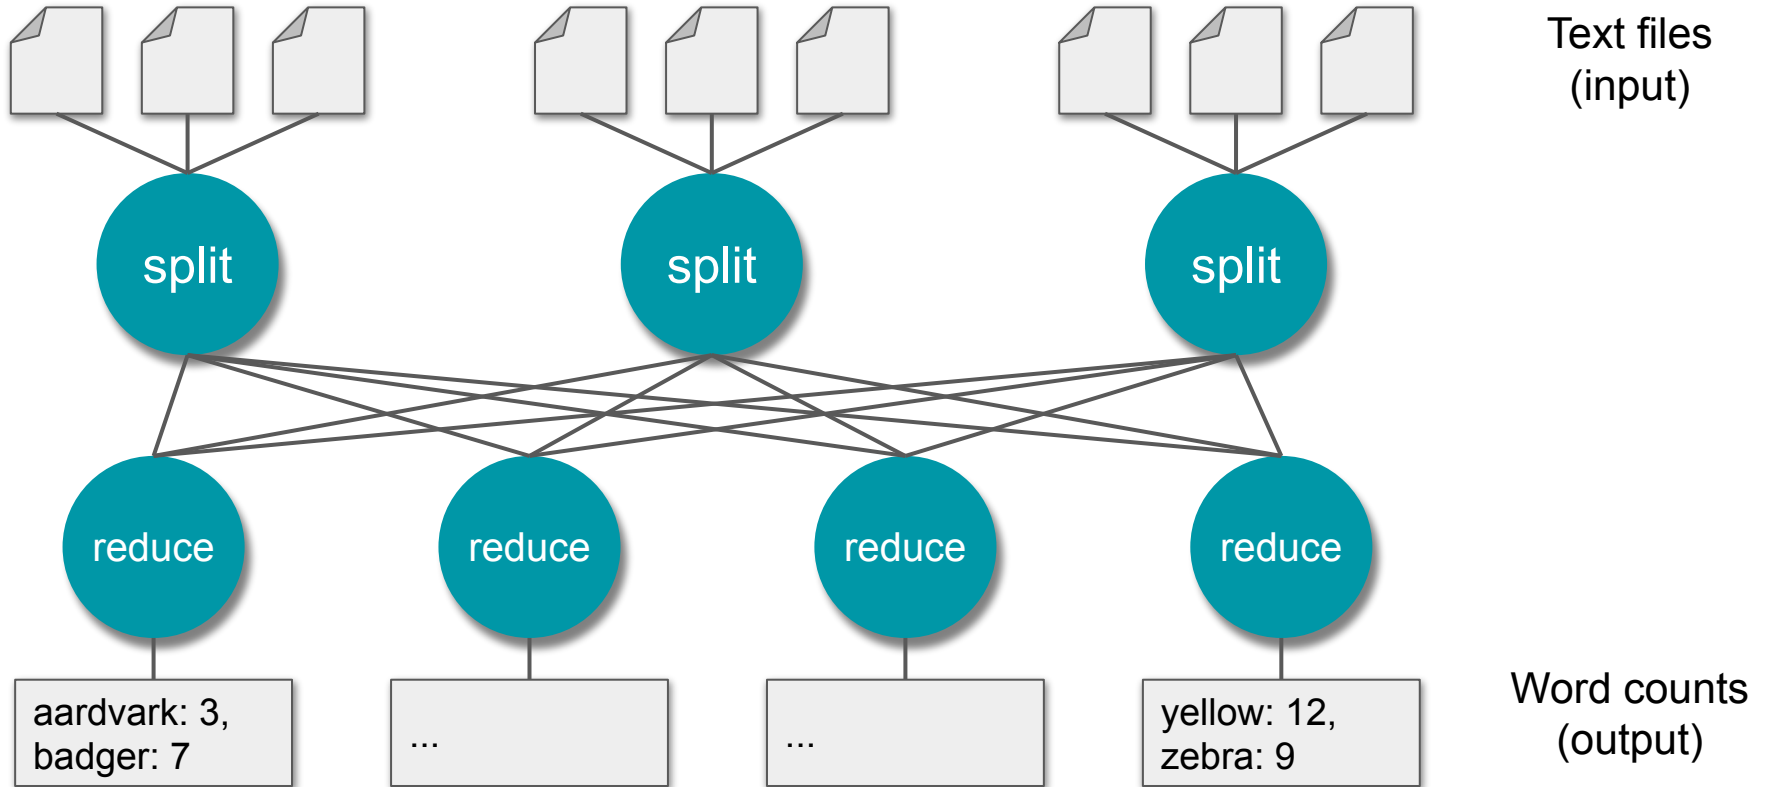 Text files
(input)
split
split
split
reduce
reduce
reduce
reduce
aardvark: 3,
badger: 7
...
...
yellow: 12,
zebra: 9
Word counts
(output)